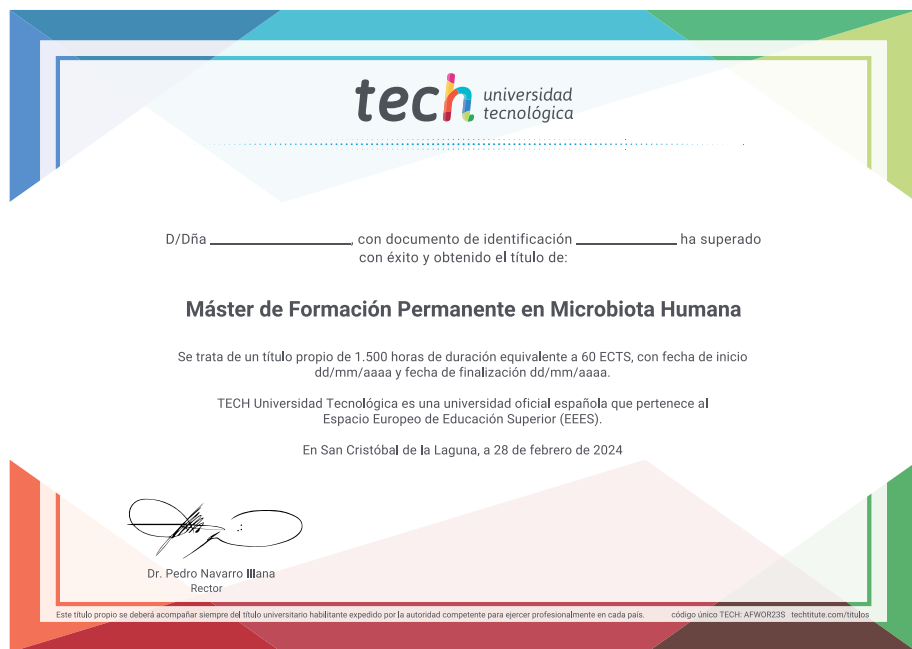 tech universidad
tecnológica
D/Dña ____________________, con documento de identificación ______________ ha superado
con éxito y obtenido el título de:
Máster de Formación Permanente en Microbiota Humana
Se trata de un título propio de 1.500 horas de duración equivalente a 60 ECTS, con fecha de inicio
dd/mm/aaaa y fecha de finalización dd/mm/aaaa.
TECH Universidad Tecnológica es una universidad oficial española que pertenece al
Espacio Europeo de Educación Superior (EEES).
En San Cristóbal de la Laguna, a 28 de febrero de 2024
Dr. Pedro Navarro Illana
Rector
Este título propio se deberá acompañar siempre del título universitario habilitante expedido por la autoridad competente para ejercer profesionalmente en cada país. código único TECH: AFWOR23S techtitute.com/titulos